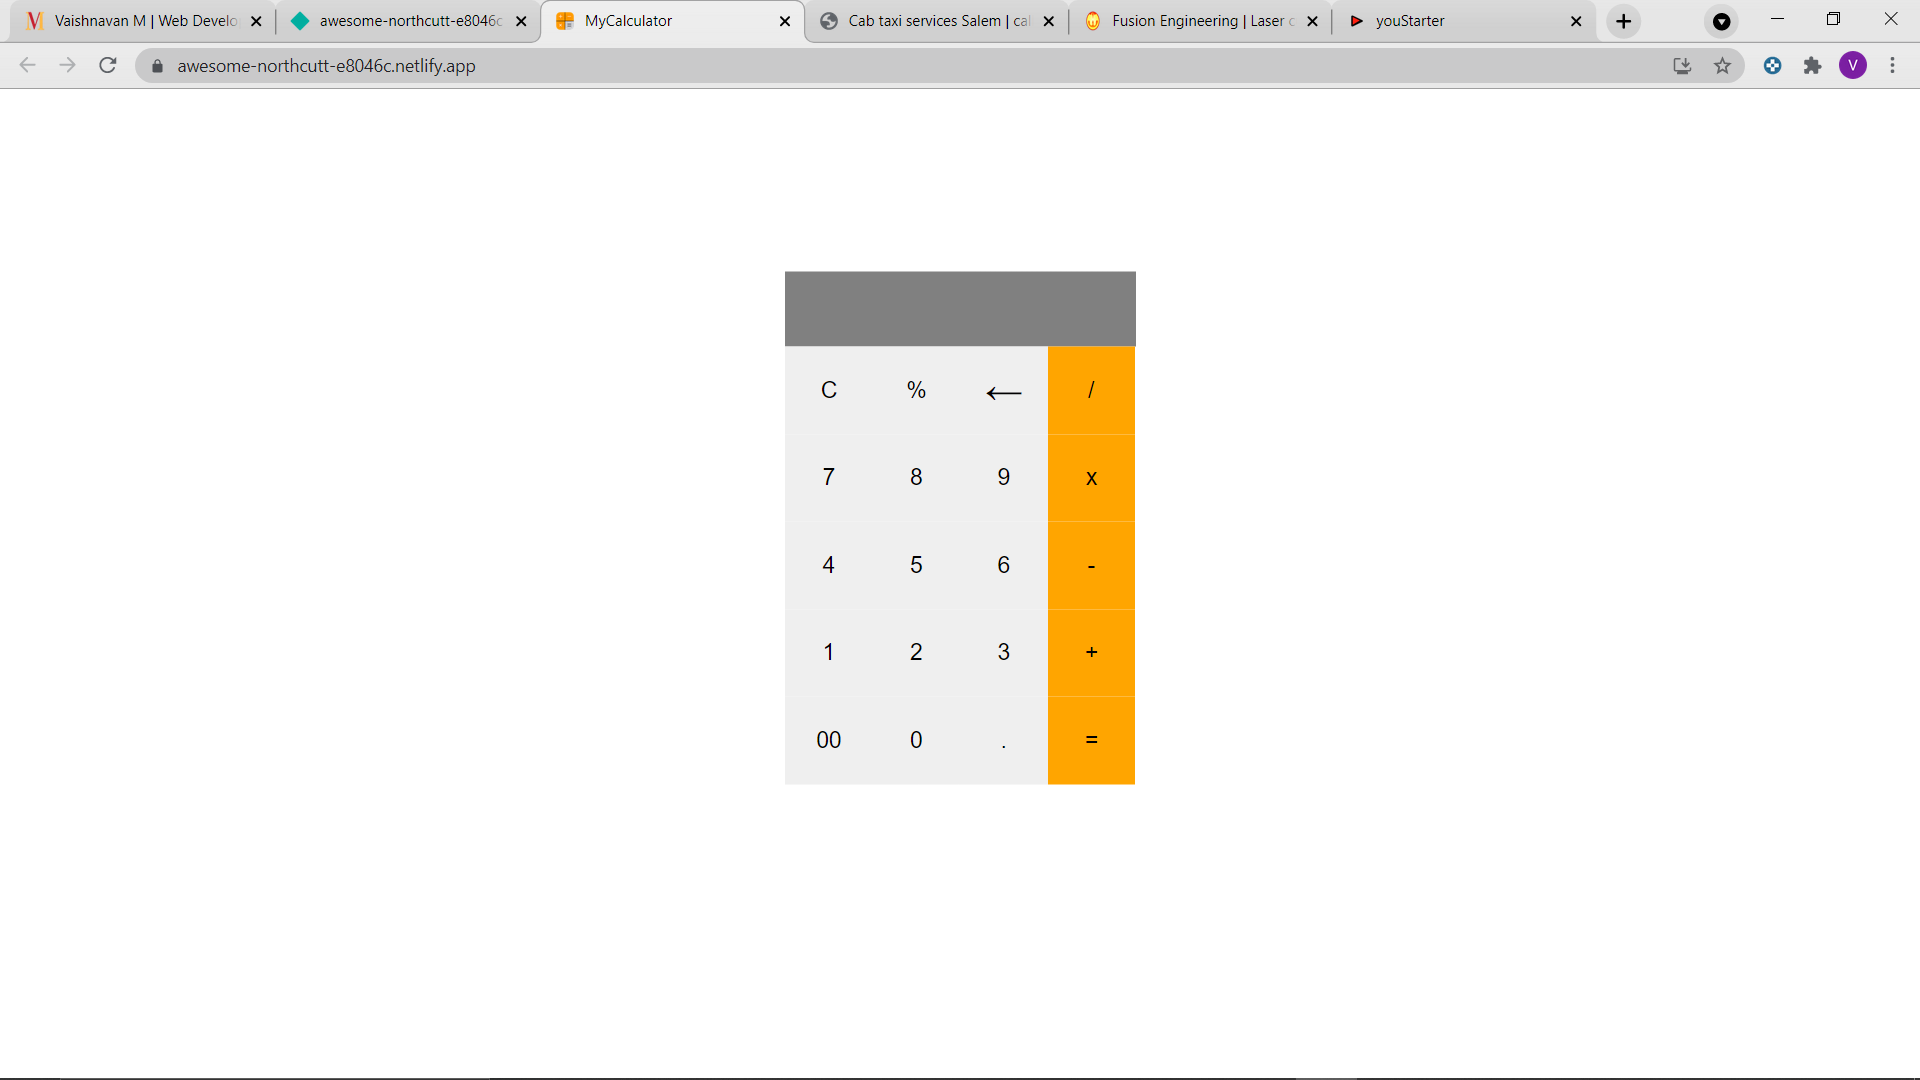 Vaishnavan M | Web Develo
awesome-northcutt-e8046c
MyCalculator
Cab taxi services Salem | cal
Fusion Engineering | Laser c
youStarter
awesome-northcutt-e8046c.netlify.app
V
C % ← /
7 8 9 x
4 5 6 -
1 2 3 +
00 0 . =